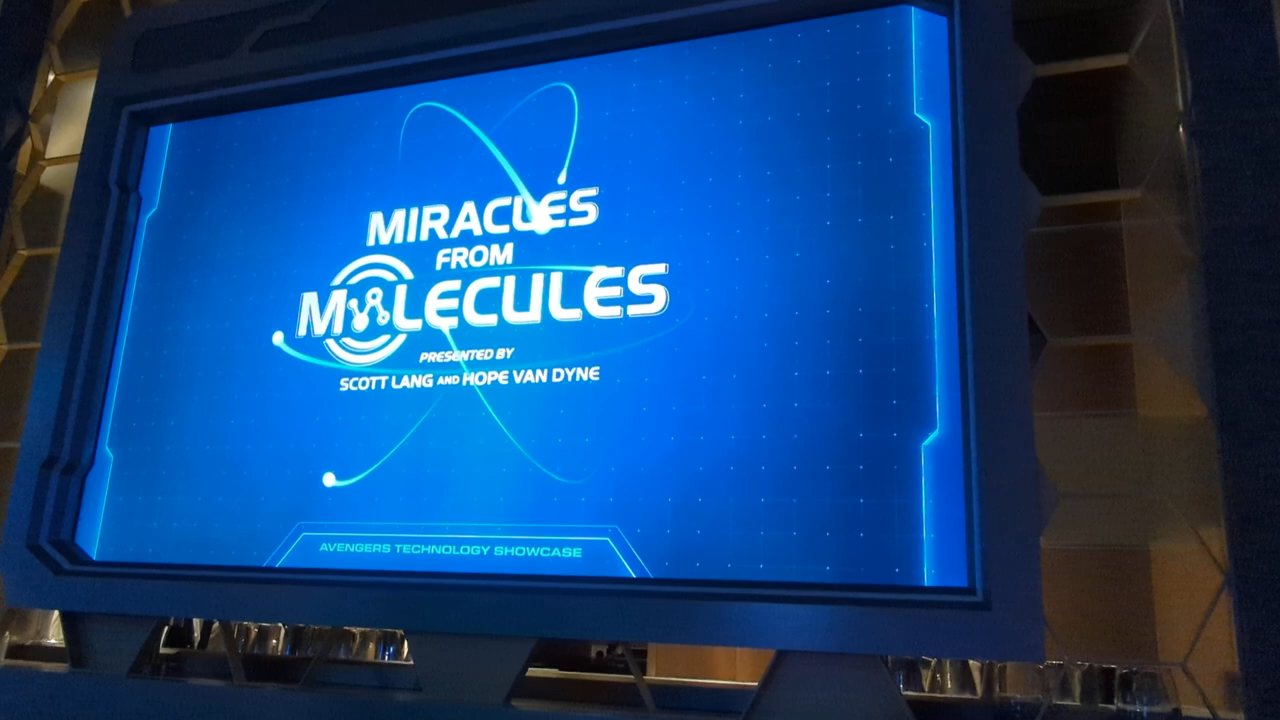 MIRACLES
FROM
MOLECULES
PRESENTED BY
SCOTT LANG AND HOPE VAN DYNE
AVENGERS TECHNOLOGY SHOWCASE